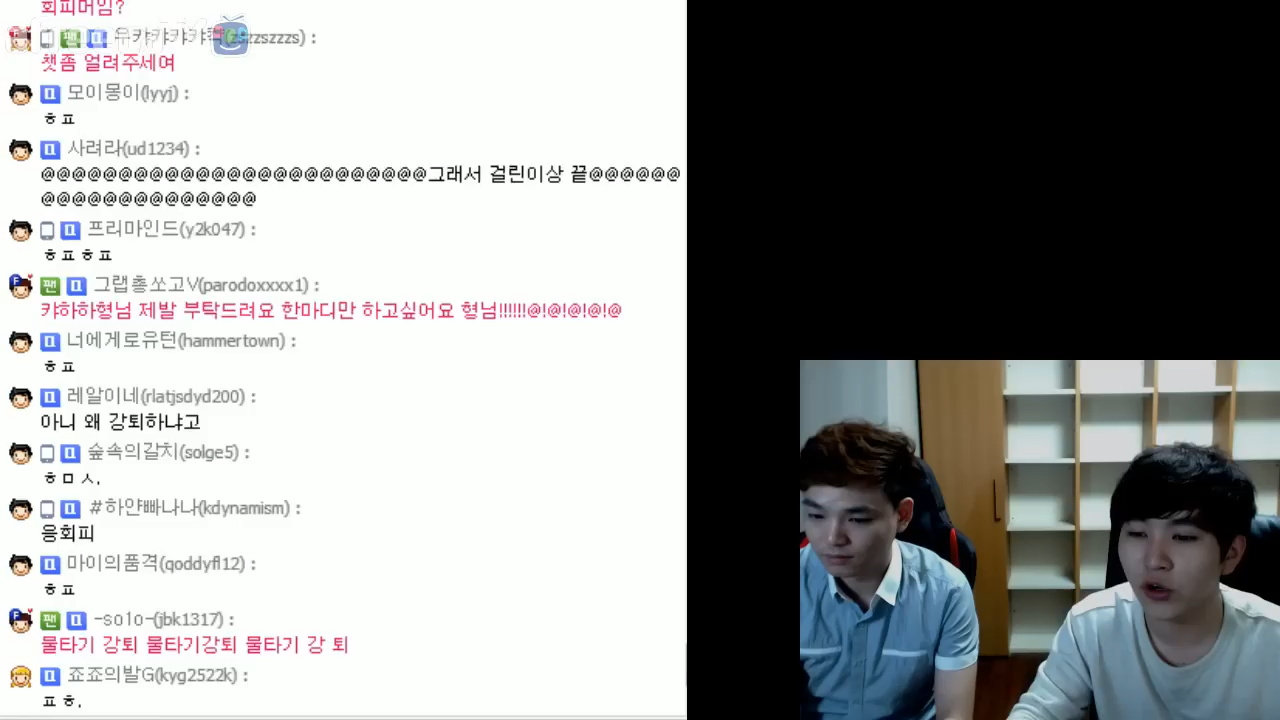 회피머임?
챗좀 얼려주세여
모이몽이(lyyj) :
ㅎㅍ
사려라(ud1234) :
@@@@@@@@@@@@@@@@@@@@@@@@@그래서 걸린이상 끝@@@@@@
@@@@@@@@@@@@@@
프리마인드(y2k047) :
ㅎㅍㅎㅍ
팬 그랩총쏘고V(parodoxxxx1) :
캬하하형님 제발 부탁드려요 한마디만 하고싶어요 형님!!!!!!@!@!@!@!@
너에게로유턴(hammertown) :
ㅎㅍ
레알이네(rlatjsdyd200) :
아니 왜 강퇴하냐고
숲속의갈치(solge5) :
ㅎㅁㅅ.
#하얀빠나나(kdynamism) :
응회피
마이의품격(qoddyfl12) :
ㅎㅍ
팬 -so1o-(jbk1317) :
물타기 강퇴 물타기강퇴 물타기 강 퇴
죠죠의발G(kyg2522k) :
ㅍㅎ.